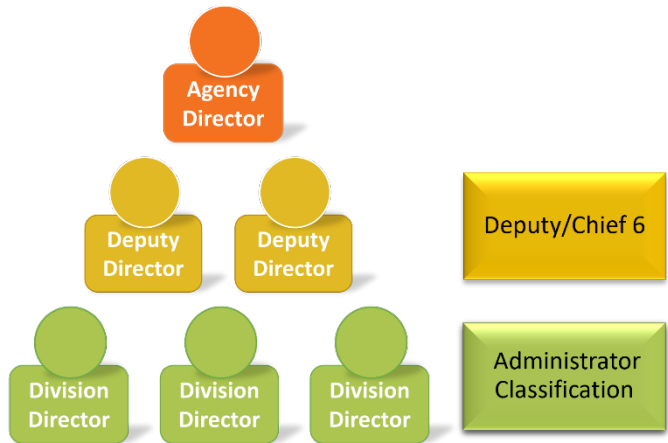 Agency
Director
Deputy
Director
Deputy
Director
Deputy/Chief 6
Division
Director
Division
Director
Division
Director
Administrator
Classification